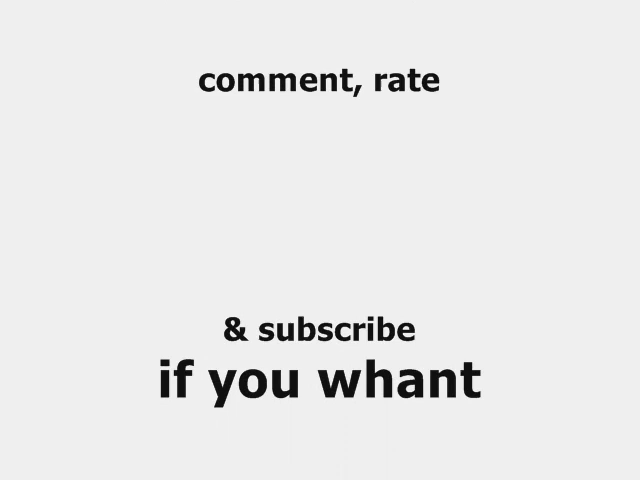 comment, rate
& subscribe
if you whant